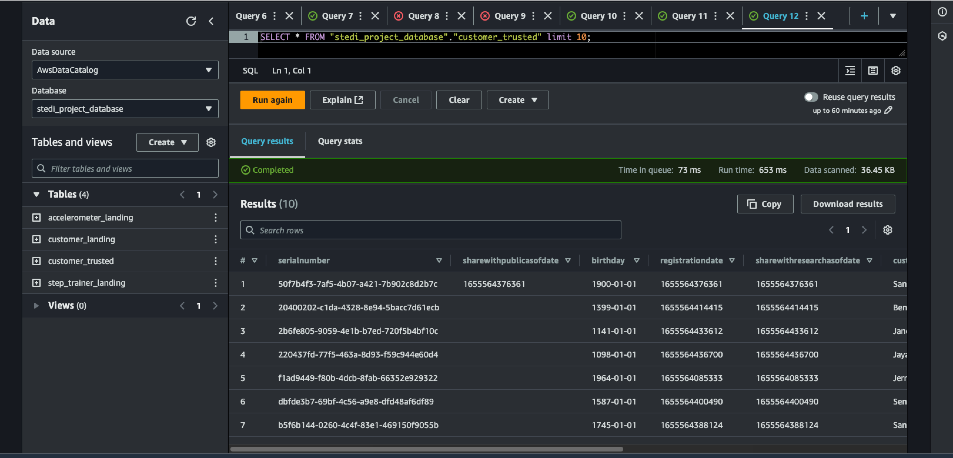 Data
Data source
AwsDataCatalog
Database
stedi_project_database
Tables and views
Create
Filter tables and views
Tables (4)
1
accelerometer_landing
customer_landing
customer_trusted
step_trainer_landing
Views (0)
1
Query 6
Query 7
Query 8
Query 9
Query 10
Query 11
Query 12
1 SELECT * FROM "stedi_project_database"."customer_trusted" limit 10;
SQL Ln 1, Col 1
Run again
Explain
Cancel
Clear
Create
Reuse query results
up to 60 minutes ago
Query results
Query stats
Completed
Time in queue: 73 ms Run time: 653 ms Data scanned: 36.45 KB
Results (10)
Copy
Download results
Search rows
1
# serialnumber sharewithpublicasofdate birthday registrationdate sharewithresearchasofdate cust
1 50f7b4f3-7af5-4b07-a421-7b902c8d2b7c 1655564376361 1900-01-01 1655564376361 1655564376361 San
2 20400202-c1da-4328-8e94-5bacc7d61ecb 1399-01-01 1655564414415 1655564414415 Ben
3 2b6fe805-9059-4e1b-b7ed-720f5b4bf10c 1141-01-01 1655564433612 1655564433612 Jan
4 220437fd-77f5-463a-8d93-f59c944e60d4 1098-01-01 1655564436700 1655564436700 Jaya
5 f1ad9449-f80b-4dcb-8fab-66352e929322 1964-01-01 1655564085333 1655564085333 Jerr
6 dbfde3b7-69bf-4c56-a9e8-dfd48af6df89 1587-01-01 1655564400490 1655564400490 Sen
7 b5f6b144-0260-4c4f-83e1-469150f9055b 1745-01-01 1655564388124 1655564388124 San